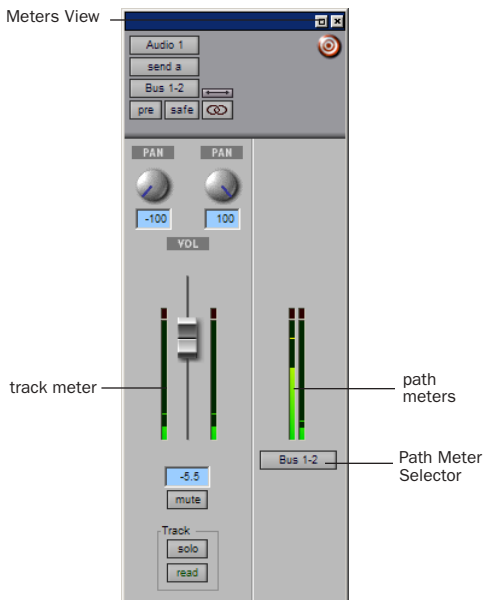 Meters View
Audio 1
send a
Bus 1-2
pre safe
PAN PAN
-100 100
VOL
track meter
path
meters
Bus 1-2
Path Meter
Selector
-5.5
mute
Track
solo
read